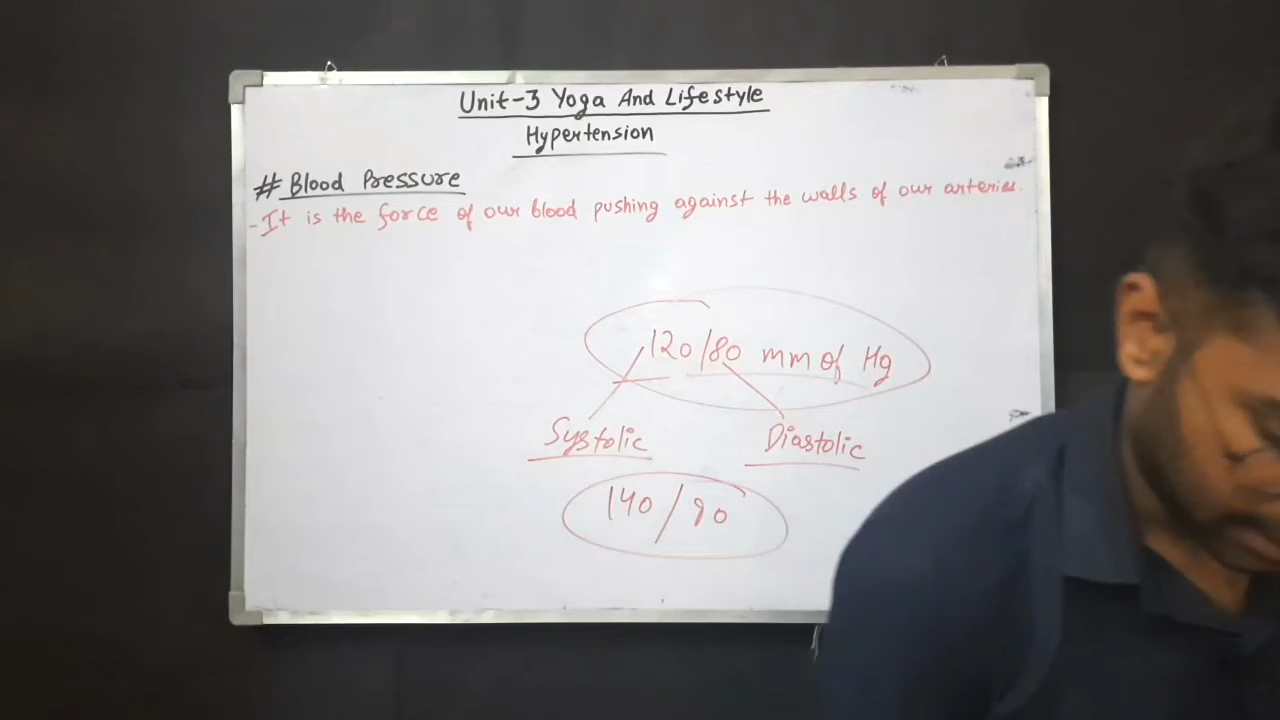 Unit-3 Yoga And Lifestyle
Hypertension
# Blood Pressure
- It is the force of our blood pushing against the walls of our arteries.
120/80 mm of Hg
Systolic Diastolic
140/90